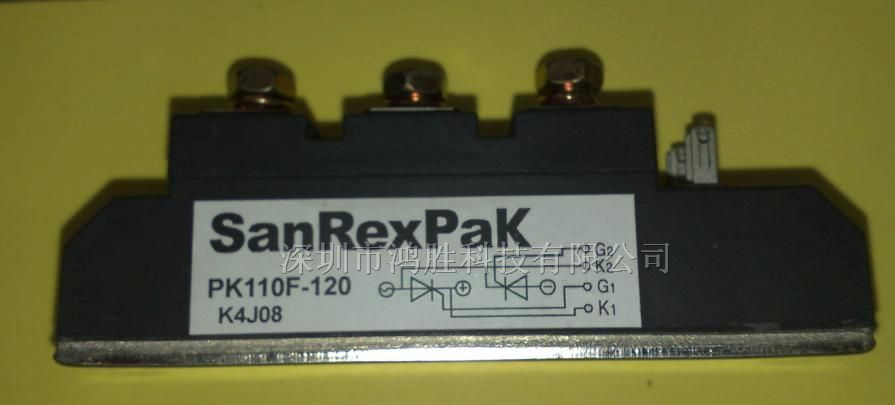 SanRexPaK
深圳市鸿胜科技有限公司
PK110F-120
K4J08
G2
K2
G1
K1